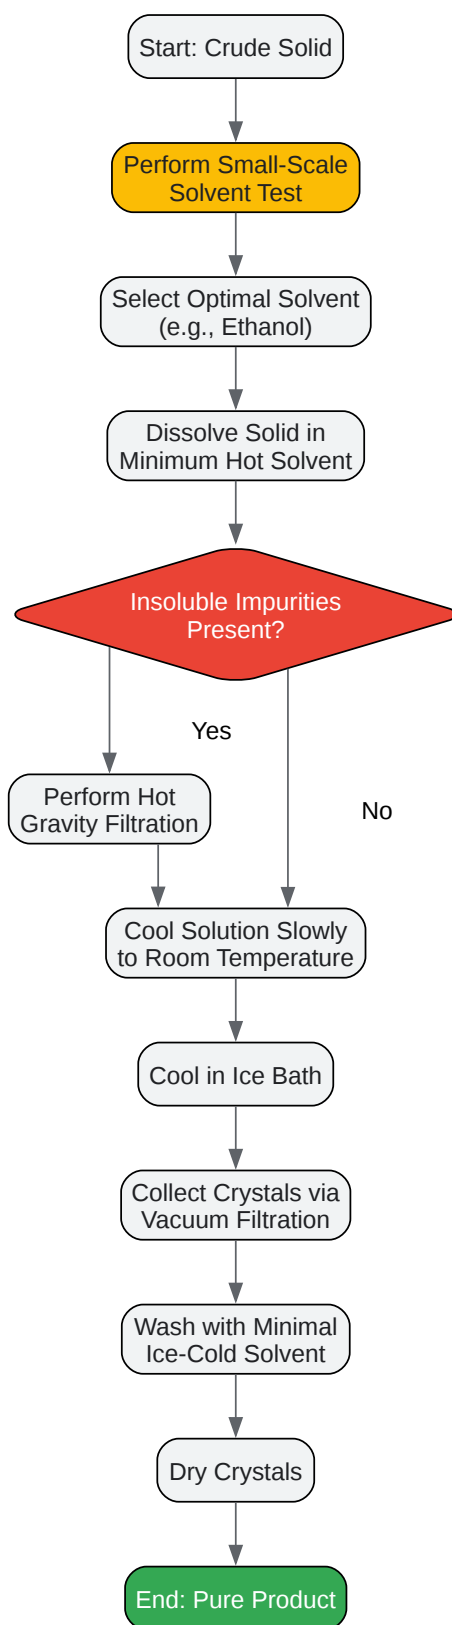 Start: Crude Solid
Perform Small-Scale
Solvent Test
Select Optimal Solvent
(e.g., Ethanol)
Dissolve Solid in
Minimum Hot Solvent
Insoluble Impurities
Present?
Yes
Perform Hot
Gravity Filtration
No
Cool Solution Slowly
to Room Temperature
Cool in Ice Bath
Collect Crystals via
Vacuum Filtration
Wash with Minimal
Ice-Cold Solvent
Dry Crystals
End: Pure Product